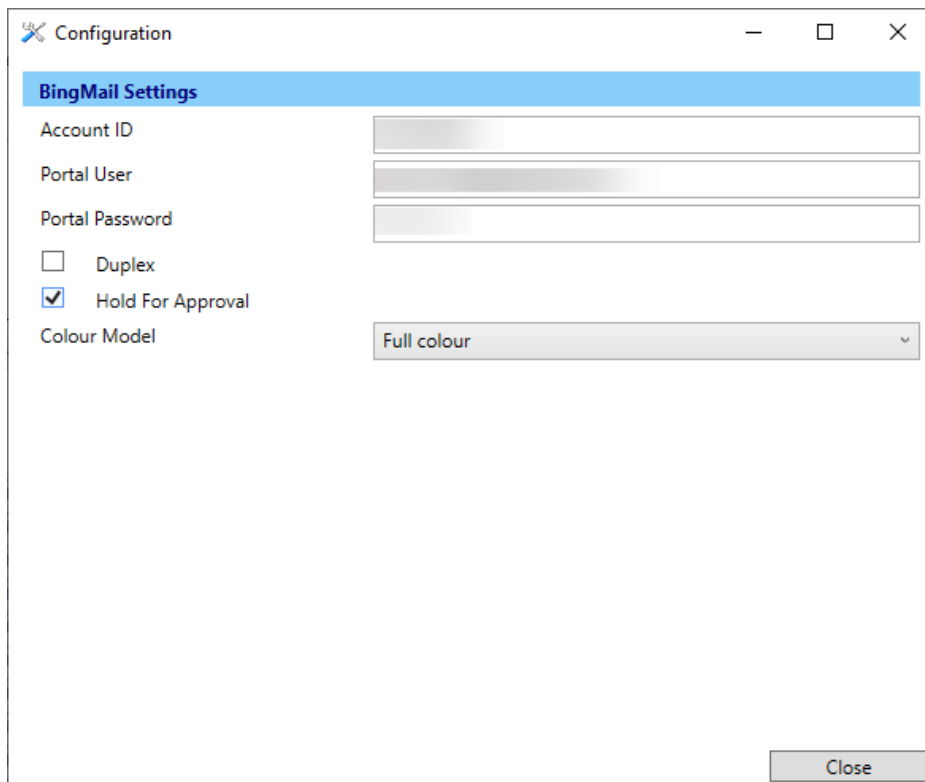 Configuration
BingMail Settings
Account ID
Portal User
Portal Password
Duplex
Hold For Approval
Colour Model
Full colour
Close